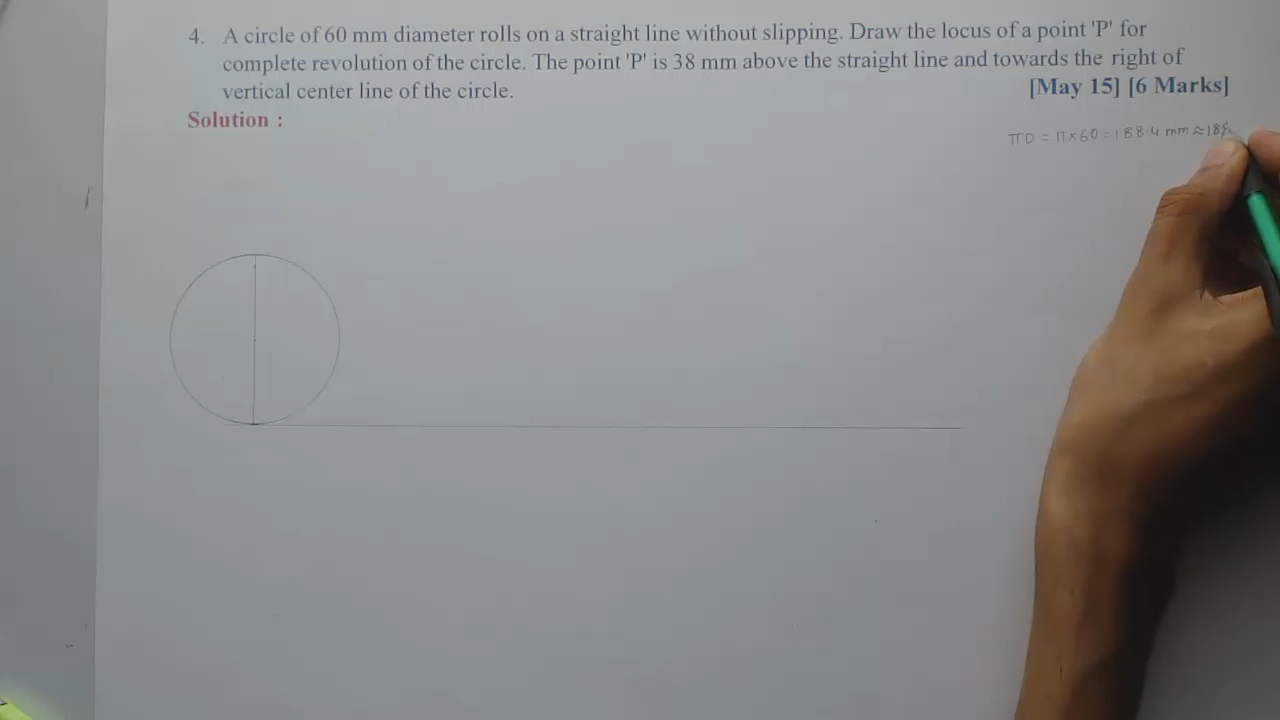 4. A circle of 60 mm diameter rolls on a straight line without slipping. Draw the locus of a point 'P' for
complete revolution of the circle. The point 'P' is 38 mm above the straight line and towards the right of
vertical center line of the circle.
[May 15] [6 Marks]
Solution :
πD = π×60 = 188.4 mm ≈